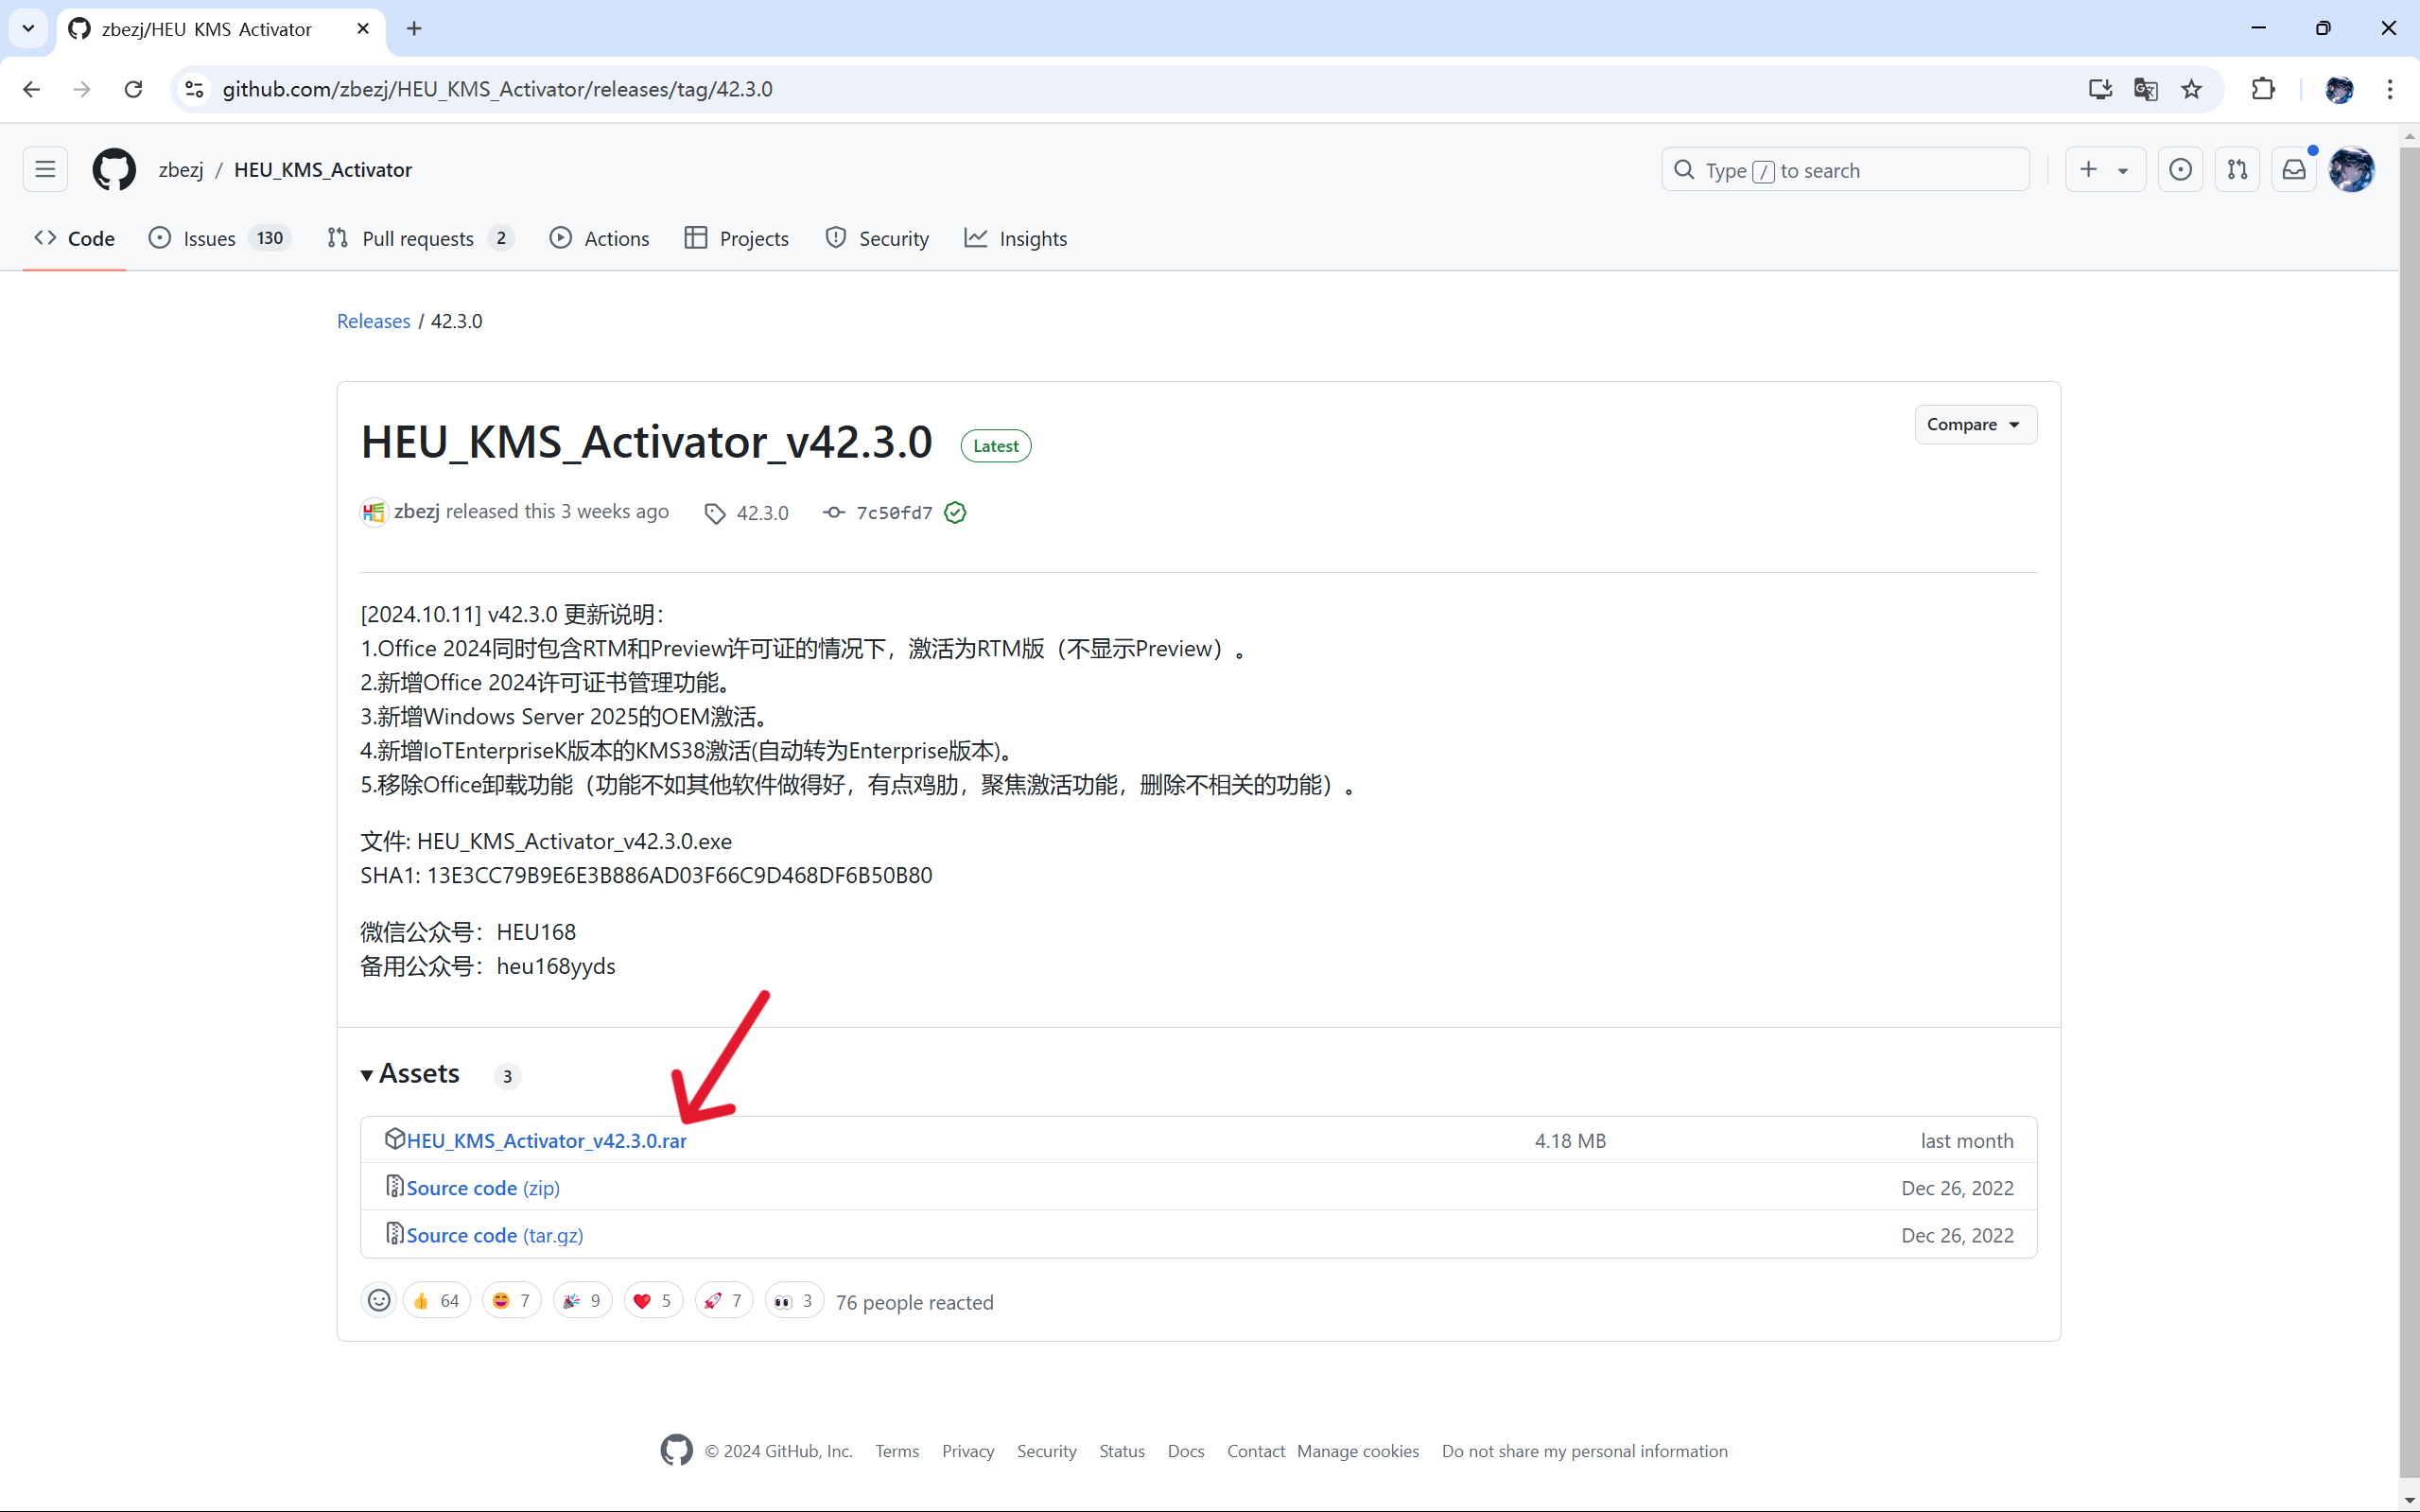 zbezj/HEU_KMS_Activator
github.com/zbezj/HEU_KMS_Activator/releases/tag/42.3.0
zbezj / HEU_KMS_Activator
Type / to search
Code
Issues 130
Pull requests 2
Actions
Projects
Security
Insights
Releases / 42.3.0
HEU_KMS_Activator_v42.3.0 Latest
Compare
zbezj released this 3 weeks ago 42.3.0 7c50fd7
[2024.10.11] v42.3.0 更新说明：
1.Office 2024同时包含RTM和Preview许可证的情况下，激活为RTM版（不显示Preview）。
2.新增Office 2024许可证书管理功能。
3.新增Windows Server 2025的OEM激活。
4.新增IoTEnterpriseK版本的KMS38激活(自动转为Enterprise版本)。
5.移除Office卸载功能（功能不如其他软件做得好，有点鸡肋，聚焦激活功能，删除不相关的功能）。
文件: HEU_KMS_Activator_v42.3.0.exe
SHA1: 13E3CC79B9E6E3B886AD03F66C9D468DF6B50B80
微信公众号：HEU168
备用公众号：heu168yyds
Assets 3
HEU_KMS_Activator_v42.3.0.rar 4.18 MB last month
Source code (zip) Dec 26, 2022
Source code (tar.gz) Dec 26, 2022
64 7 9 5 7 3 76 people reacted
© 2024 GitHub, Inc. Terms Privacy Security Status Docs Contact Manage cookies Do not share my personal information